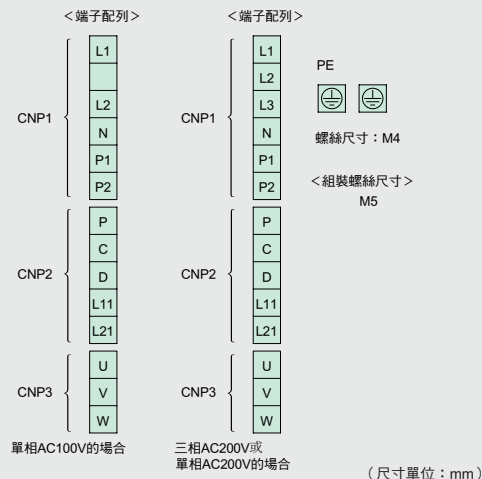 ＜端子配列＞
CNP1
L1
L2
N
P1
P2
CNP2
P
C
D
L11
L21
CNP3
U
V
W
單相AC100V的場合
＜端子配列＞
CNP1
L1
L2
L3
N
P1
P2
CNP2
P
C
D
L11
L21
CNP3
U
V
W
三相AC200V或
單相AC200V的場合
PE
螺絲尺寸：M4
＜組裝螺絲尺寸＞
M5
（尺寸單位：mm）